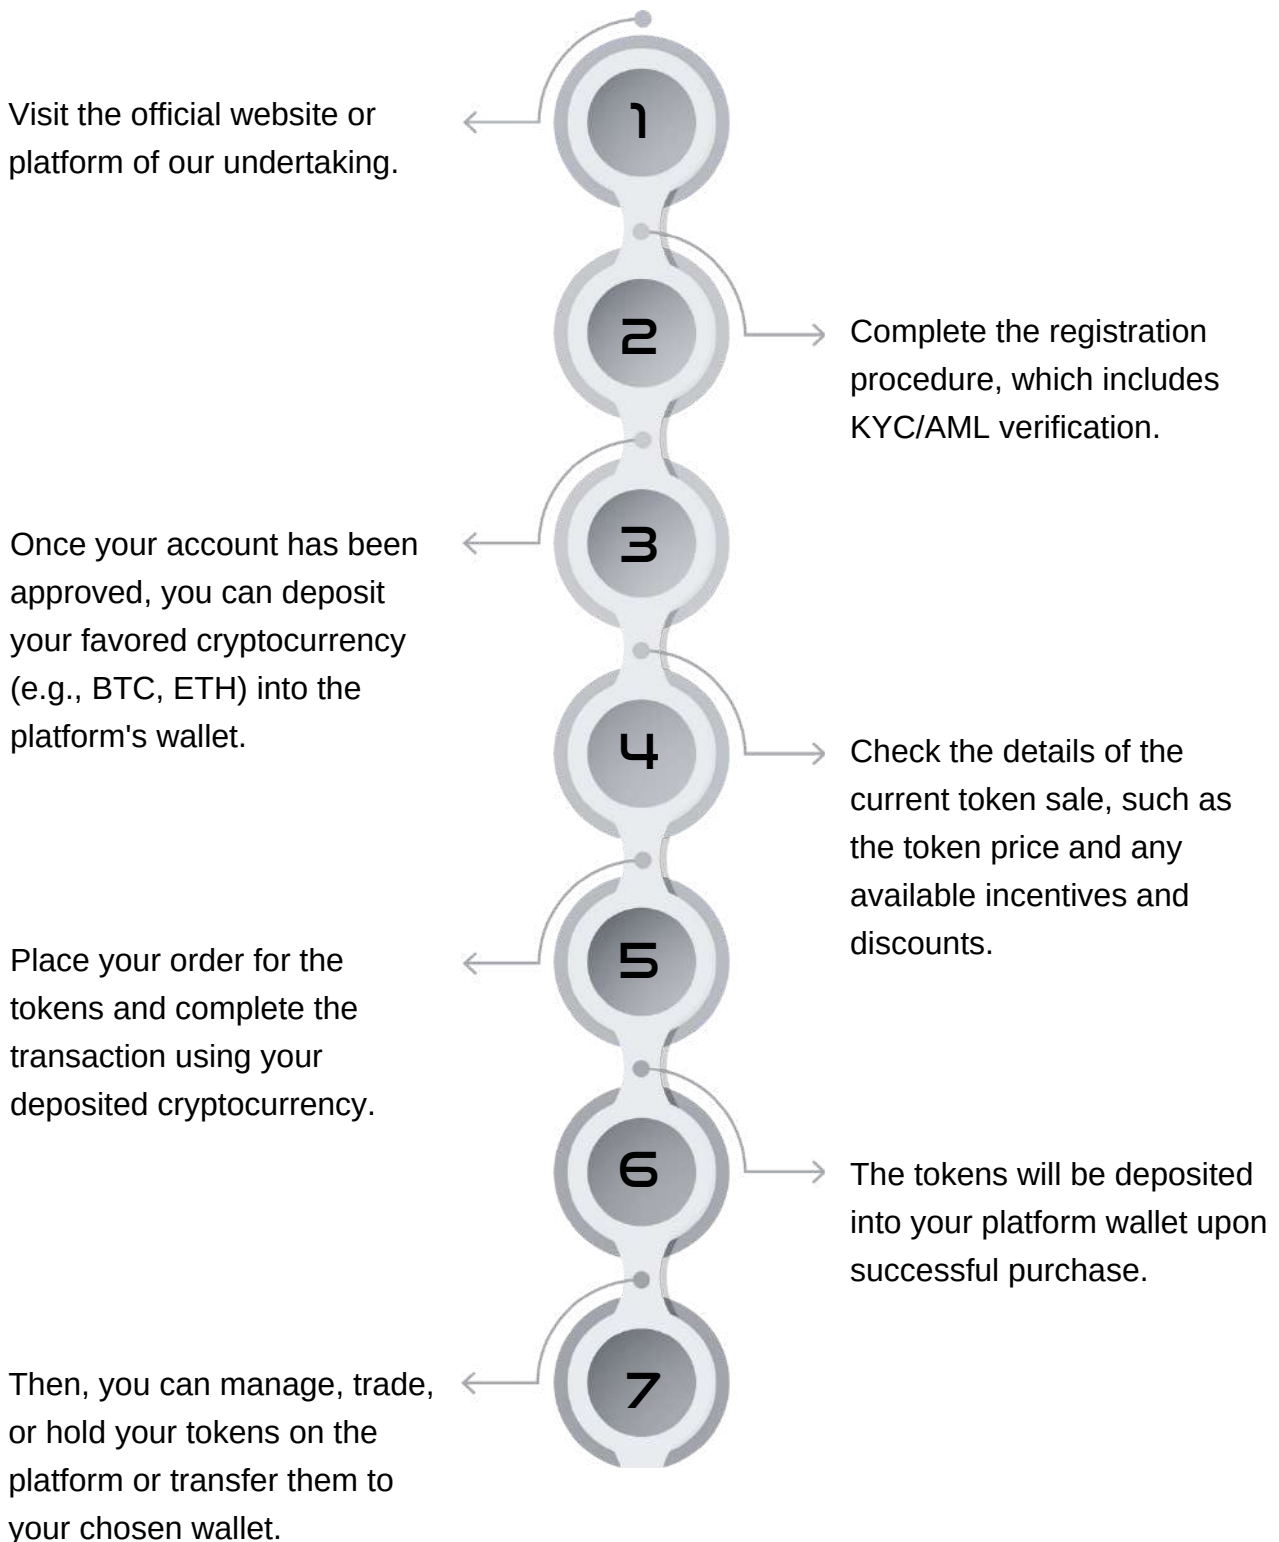 1
Visit the official website or
platform of our undertaking.
2
Complete the registration
procedure, which includes
KYC/AML verification.
3
Once your account has been
approved, you can deposit
your favored cryptocurrency
(e.g., BTC, ETH) into the
platform's wallet.
4
Check the details of the
current token sale, such as
the token price and any
available incentives and
discounts.
5
Place your order for the
tokens and complete the
transaction using your
deposited cryptocurrency.
6
The tokens will be deposited
into your platform wallet upon
successful purchase.
7
Then, you can manage, trade,
or hold your tokens on the
platform or transfer them to
your chosen wallet.